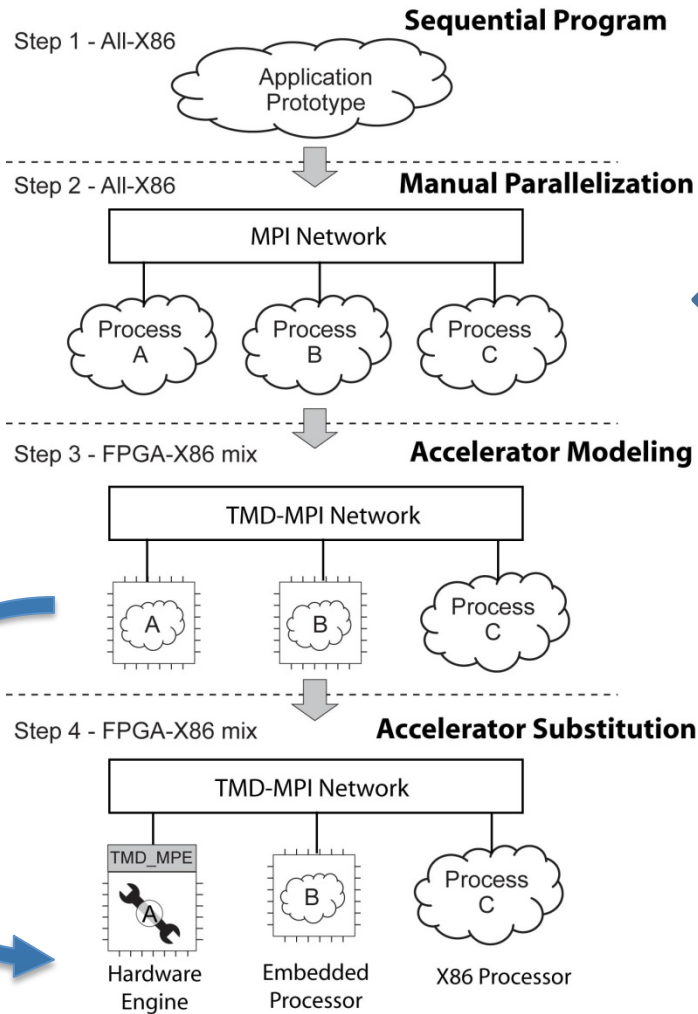 Sequential Program
Step 1 - All-X86
Application
Prototype
Step 2 - All-X86
Manual Parallelization
MPI Network
Process
A
Process
B
Process
C
Step 3 - FPGA-X86 mix
Accelerator Modeling
TMD-MPI Network
A
B
Process
C
Step 4 - FPGA-X86 mix
Accelerator Substitution
TMD-MPI Network
TMD_MPE
A
B
Process
C
Hardware
Engine
Embedded
Processor
X86 Processor